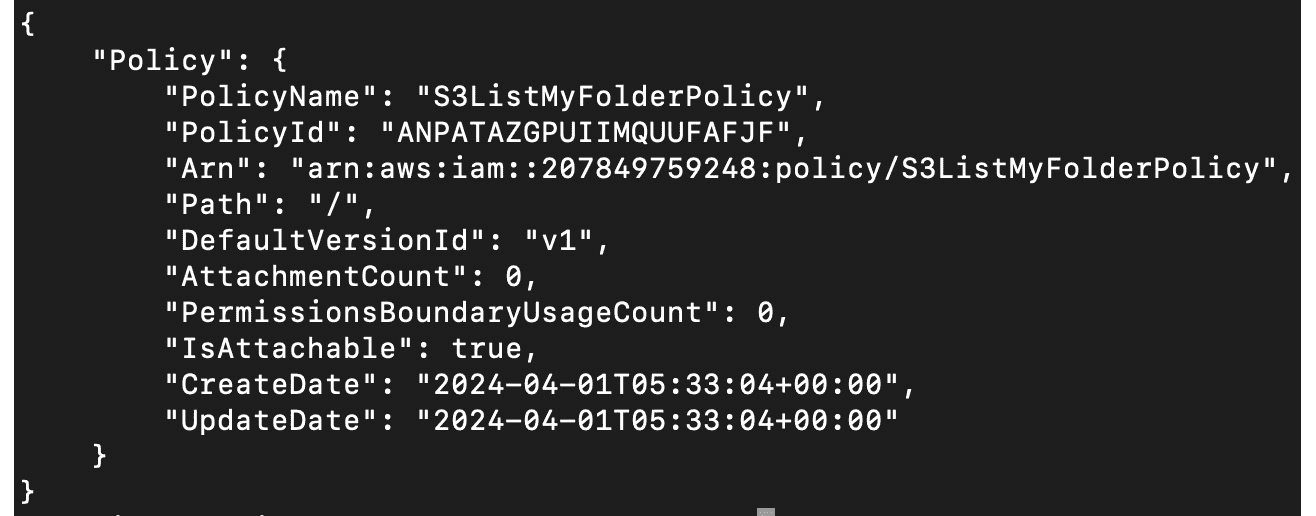 {
    "Policy": {
        "PolicyName": "S3ListMyFolderPolicy",
        "PolicyId": "ANPATAZGPUIIMQUUFAFJF",
        "Arn": "arn:aws:iam::207849759248:policy/S3ListMyFolderPolicy",
        "Path": "/",
        "DefaultVersionId": "v1",
        "AttachmentCount": 0,
        "PermissionsBoundaryUsageCount": 0,
        "IsAttachable": true,
        "CreateDate": "2024-04-01T05:33:04+00:00",
        "UpdateDate": "2024-04-01T05:33:04+00:00"
    }
}